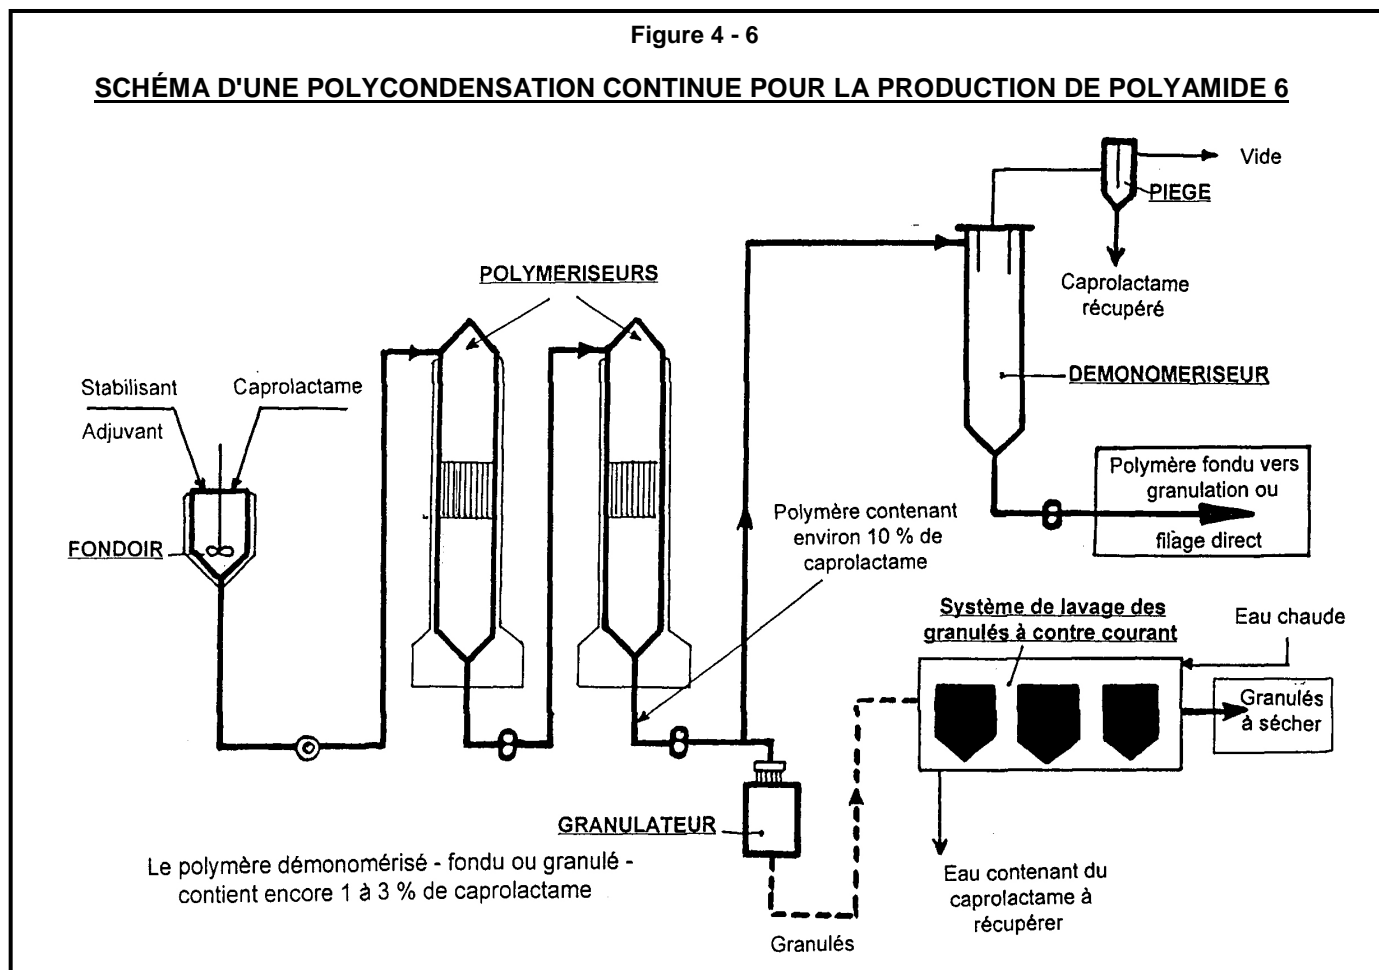 Figure 4 - 6
SCHÉMA D'UNE POLYCONDENSATION CONTINUE POUR LA PRODUCTION DE POLYAMIDE 6
Vide
PIEGE
Caprolactame
récupéré
POLYMERISEURS
DEMONOMERISEUR
Stabilisant
Caprolactame
Adjuvant
FONDOIR
Polymère fondu vers
granulation ou
filage direct
Polymère contenant
environ 10 % de
caprolactame
Système de lavage des
granulés à contre courant
Eau chaude
Granulés
à sécher
GRANULATEUR
Le polymère démonomérisé - fondu ou granulé -
contient encore 1 à 3 % de caprolactame
Eau contenant du
caprolactame à
récupérer
Granulés